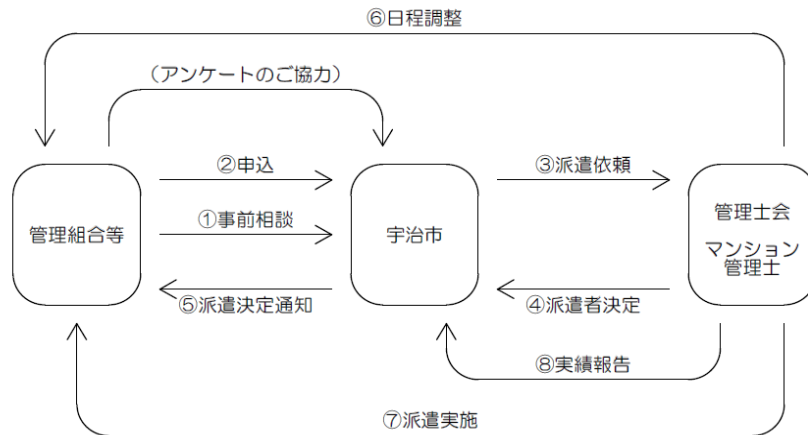 ⑥日程調整
(アンケートのご協力)
②申込
③派遣依頼
①事前相談
管理組合等
宇治市
管理士会
マンション
管理士
⑤派遣決定通知
④派遣者決定
⑧実績報告
⑦派遣実施